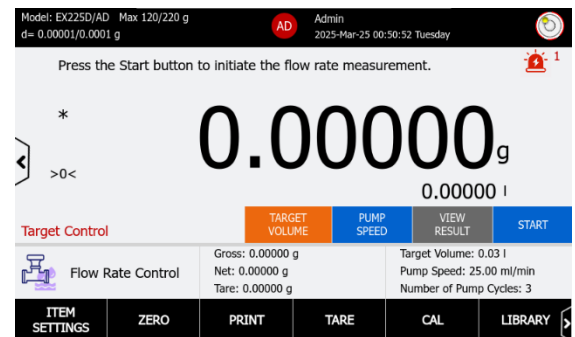 Model: EX225D/AD Max 120/220 g
d= 0.00001/0.0001 g
AD
Admin
2025-Mar-25 00:50:52 Tuesday
Press the Start button to initiate the flow rate measurement.
1
*
0.00000 g
>0<
0.00000 l
Target Control
TARGET
VOLUME
PUMP
SPEED
VIEW
RESULT
START
Flow Rate Control
Gross: 0.00000 g
Net: 0.00000 g
Tare: 0.00000 g
Target Volume: 0.03 l
Pump Speed: 25.00 ml/min
Number of Pump Cycles: 3
ITEM
SETTINGS
ZERO
PRINT
TARE
CAL
LIBRARY